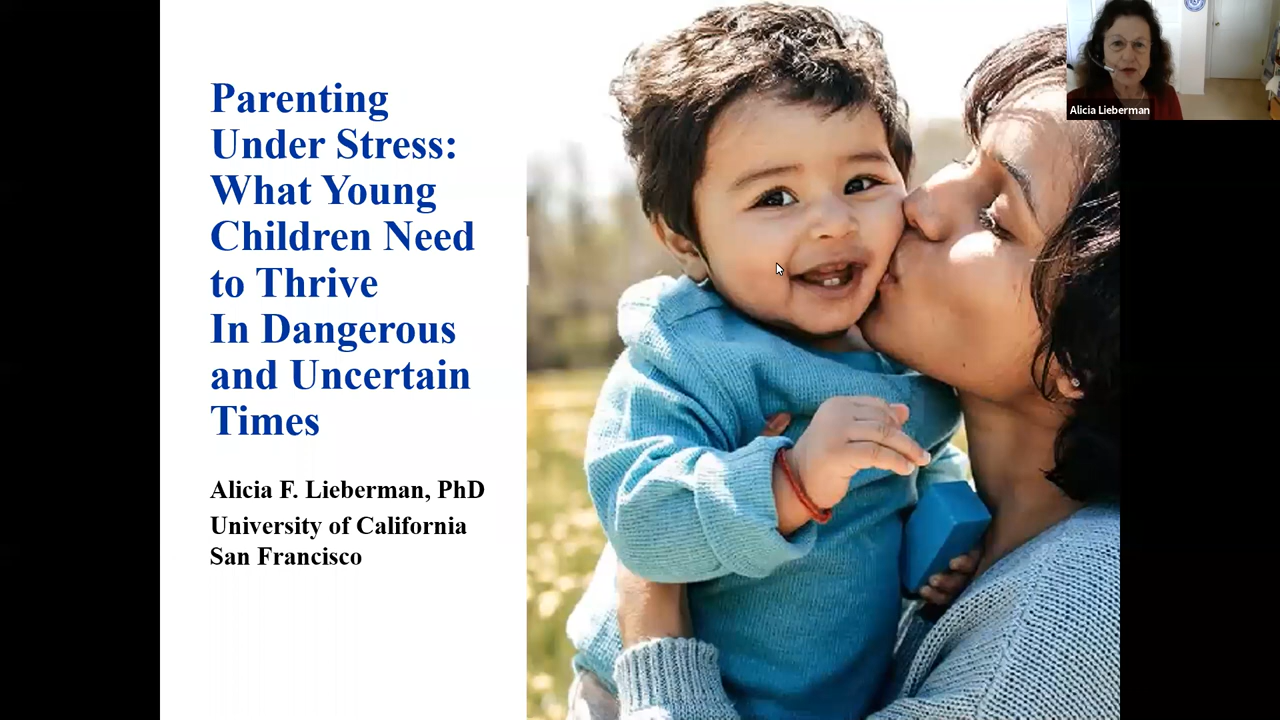 Parenting
Under Stress:
What Young
Children Need
to Thrive
In Dangerous
and Uncertain
Times
Alicia F. Lieberman, PhD
University of California
San Francisco
Alicia Lieberman